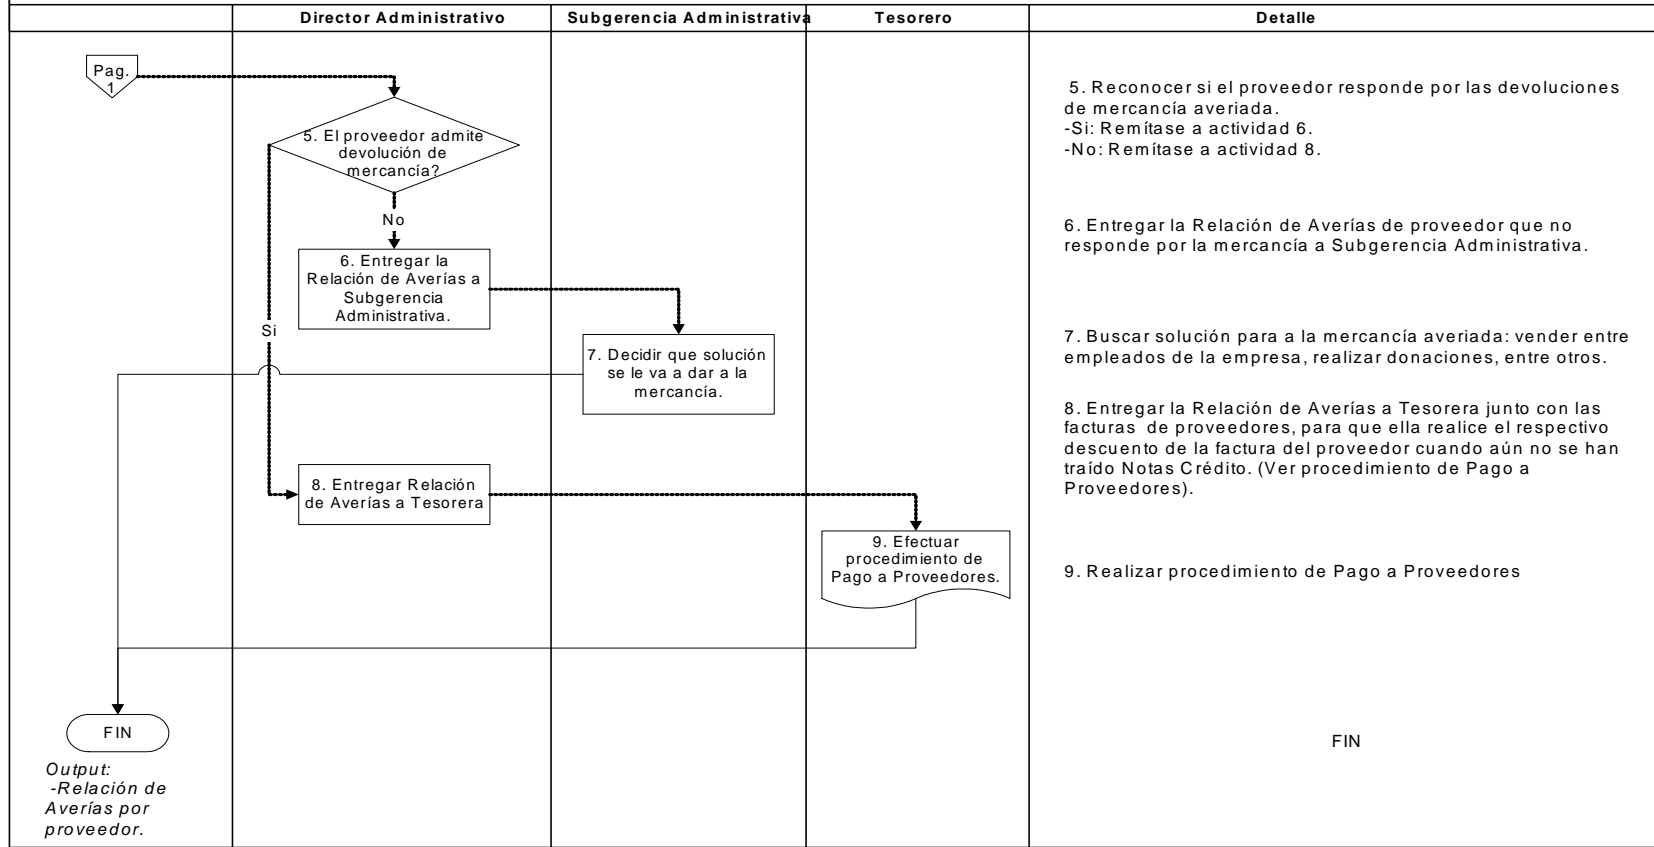 Director Administrativo
Subgerencia Administrativa
Tesorero
Detalle
Pag.
1
5. El proveedor admite
devolución de
mercancía?
No
6. Entregar la
Relación de Averías a
Subgerencia
Administrativa.
Si
7. Decidir que solución
se le va a dar a la
mercancía.
8. Entregar Relación
de Averías a Tesorera
9. Efectuar
procedimiento de
Pago a Proveedores.
FIN
Output:
-Relación de
Averías por
proveedor.
5. Reconocer si el proveedor responde por las devoluciones
de mercancía averiada.
-Si: Remítase a actividad 6.
-No: Remítase a actividad 8.
6. Entregar la Relación de Averías de proveedor que no
responde por la mercancía a Subgerencia Administrativa.
7. Buscar solución para a la mercancía averiada: vender entre
empleados de la empresa, realizar donaciones, entre otros.
8. Entregar la Relación de Averías a Tesorera junto con las
facturas de proveedores, para que ella realice el respectivo
descuento de la factura del proveedor cuando aún no se han
traído Notas Crédito. (Ver procedimiento de Pago a
Proveedores).
9. Realizar procedimiento de Pago a Proveedores
FIN